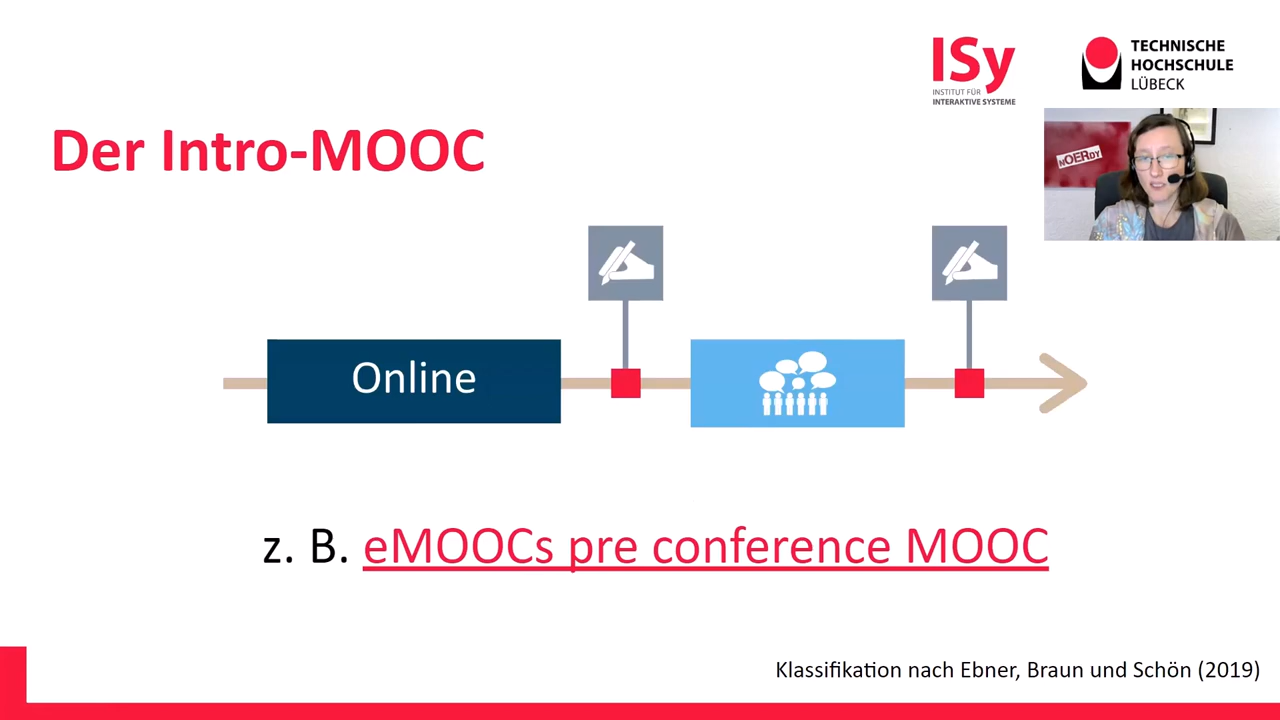 ISy
INSTITUT FÜR
INTERAKTIVE SYSTEME
TECHNISCHE
HOCHSCHULE
LÜBECK
nOERdy
Der Intro-MOOC
Online
z. B. eMOOCs pre conference MOOC
Klassifikation nach Ebner, Braun und Schön (2019)